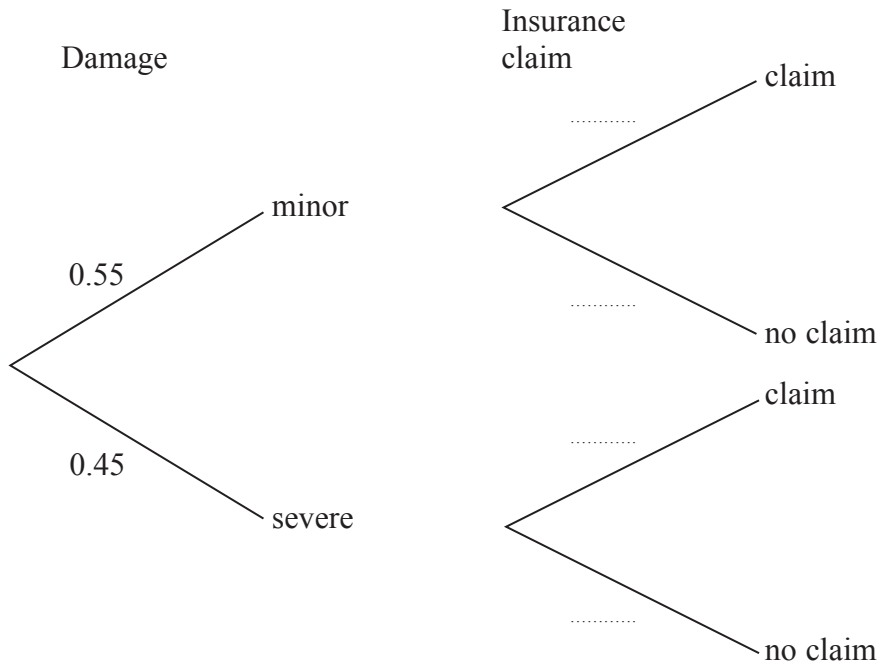 Damage
Insurance
claim
claim
minor
0.55
no claim
claim
0.45
severe
no claim